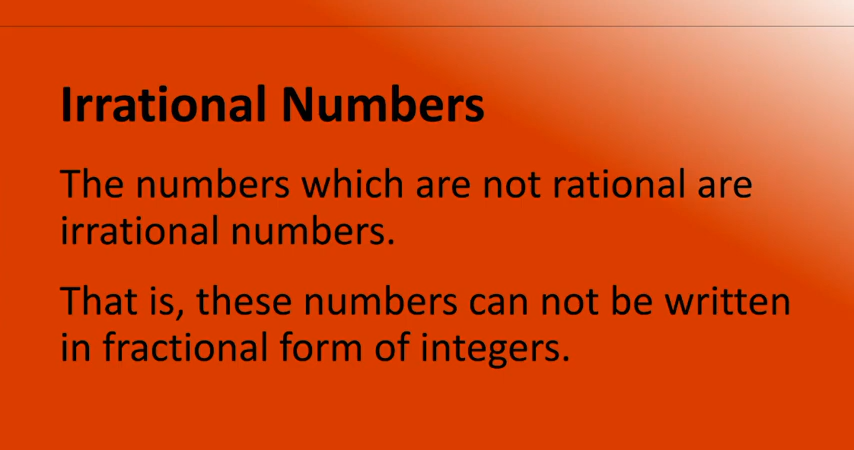 Irrational Numbers
The numbers which are not rational are
irrational numbers.
That is, these numbers can not be written
in fractional form of integers.